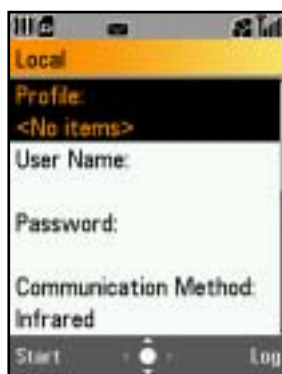 Local
Profile:
<No items>
User Name:
Password:
Communication Method:
Infrared
Start
Log